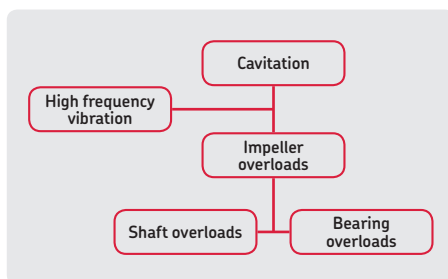 Cavitation
High frequency
vibration
Impeller
overloads
Shaft overloads
Bearing
overloads